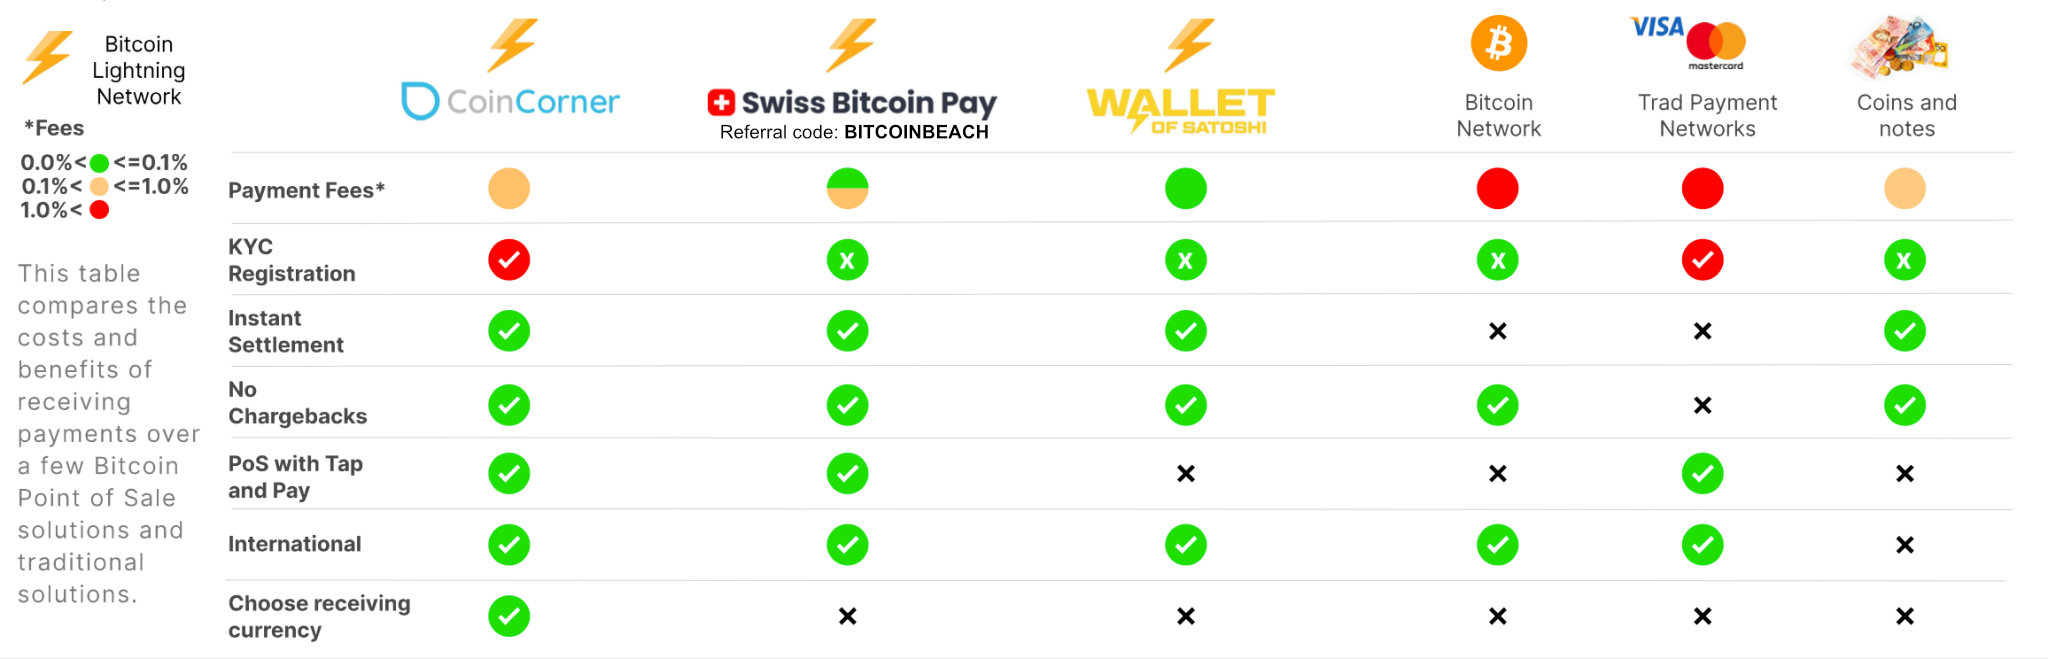 Bitcoin
Lightning
Network
*Fees
0.0%< <=0.1%
0.1%< <=1.0%
1.0%<
This table
compares the
costs and
benefits of
receiving
payments over
a few Bitcoin
Point of Sale
solutions and
traditional
solutions.
CoinCorner
Swiss Bitcoin Pay
Referral code: BITCOINBEACH
WALLET
OF SATOSHI
Bitcoin
Network
VISA
mastercard
Trad Payment
Networks
50
Coins and
notes
Payment Fees*
KYC
Registration
X X X X
Instant
Settlement
No
Chargebacks
PoS with Tap
and Pay
International
Choose receiving
currency